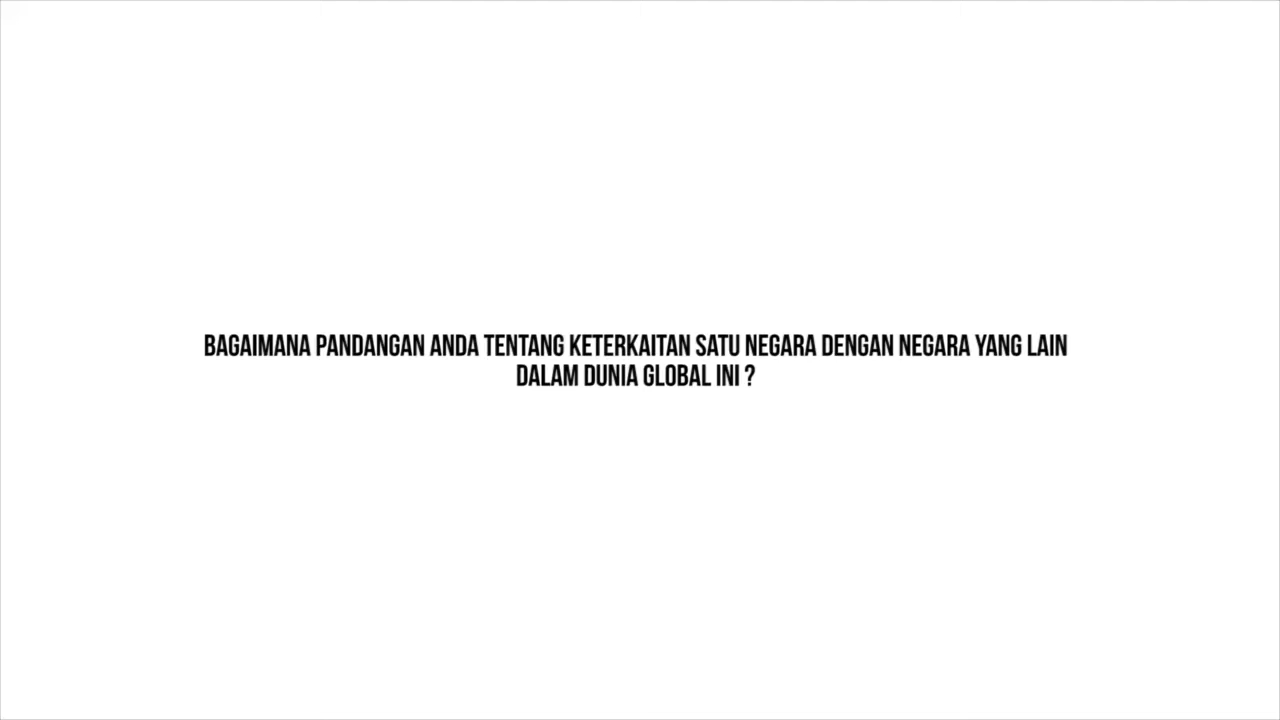 BAGAIMANA PANDANGAN ANDA TENTANG KETERKAITAN SATU NEGARA DENGAN NEGARA YANG LAIN
DALAM DUNIA GLOBAL INI ?